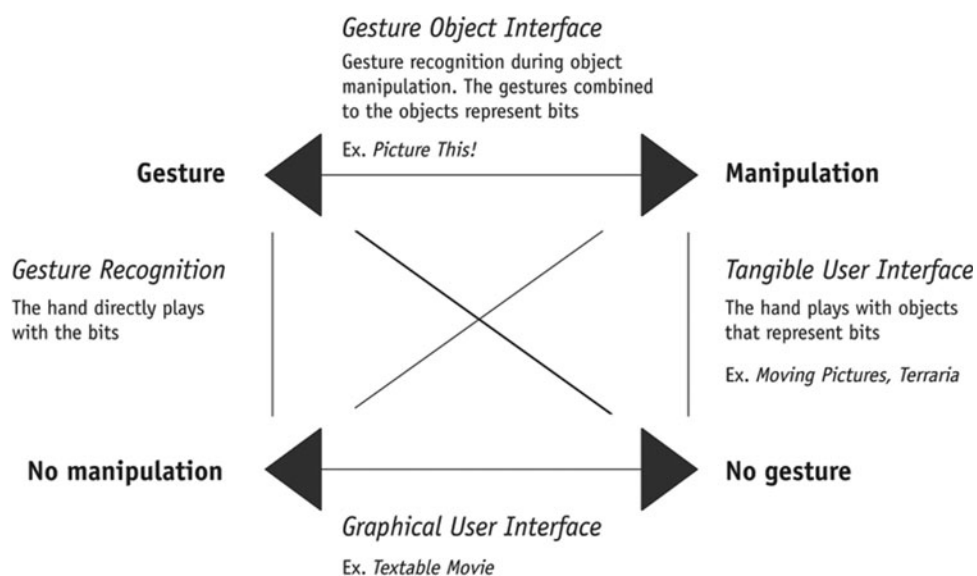 Gesture Object Interface
Gesture recognition during object
manipulation. The gestures combined
to the objects represent bits
Ex. Picture This!
Gesture
Manipulation
Gesture Recognition
The hand directly plays
with the bits
Tangible User Interface
The hand plays with objects
that represent bits
Ex. Moving Pictures, Terraria
No manipulation
No gesture
Graphical User Interface
Ex. Textable Movie